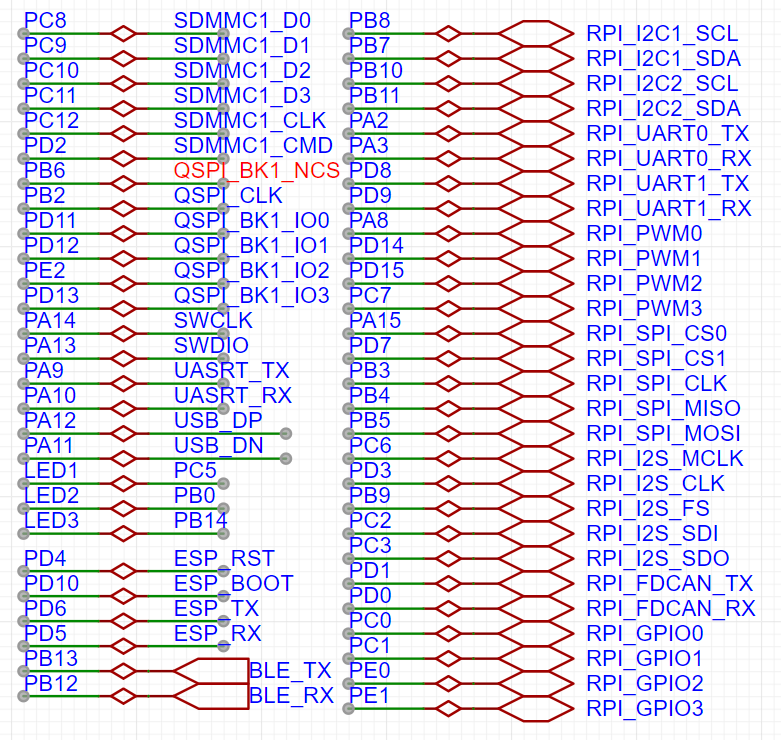 PC8 SDMMC1_D0
PC9 SDMMC1_D1
PC10 SDMMC1_D2
PC11 SDMMC1_D3
PC12 SDMMC1_CLK
PD2 SDMMC1_CMD
PB6 QSPI_BK1_NCS
PB2 QSPI_CLK
PD11 QSPI_BK1_IO0
PD12 QSPI_BK1_IO1
PE2 QSPI_BK1_IO2
PD13 QSPI_BK1_IO3
PA14 SWCLK
PA13 SWDIO
PA9 UASRT_TX
PA10 UASRT_RX
PA12 USB_DP
PA11 USB_DN
LED1 PC5
LED2 PB0
LED3 PB14
PD4 ESP_RST
PD10 ESP_BOOT
PD6 ESP_TX
PD5 ESP_RX
PB13 BLE_TX
PB12 BLE_RX
PB8 RPI_I2C1_SCL
PB7 RPI_I2C1_SDA
PB10 RPI_I2C2_SCL
PB11 RPI_I2C2_SDA
PA2 RPI_UART0_TX
PA3 RPI_UART0_RX
PD8 RPI_UART1_TX
PD9 RPI_UART1_RX
PA8 RPI_PWM0
PD14 RPI_PWM1
PD15 RPI_PWM2
PC7 RPI_PWM3
PA15 RPI_SPI_CS0
PD7 RPI_SPI_CS1
PB3 RPI_SPI_CLK
PB4 RPI_SPI_MISO
PB5 RPI_SPI_MOSI
PC6 RPI_I2S_MCLK
PD3 RPI_I2S_CLK
PB9 RPI_I2S_FS
PC2 RPI_I2S_SDI
PC3 RPI_I2S_SDO
PD1 RPI_FDCAN_TX
PD0 RPI_FDCAN_RX
PC0 RPI_GPIO0
PC1 RPI_GPIO1
PE0 RPI_GPIO2
PE1 RPI_GPIO3